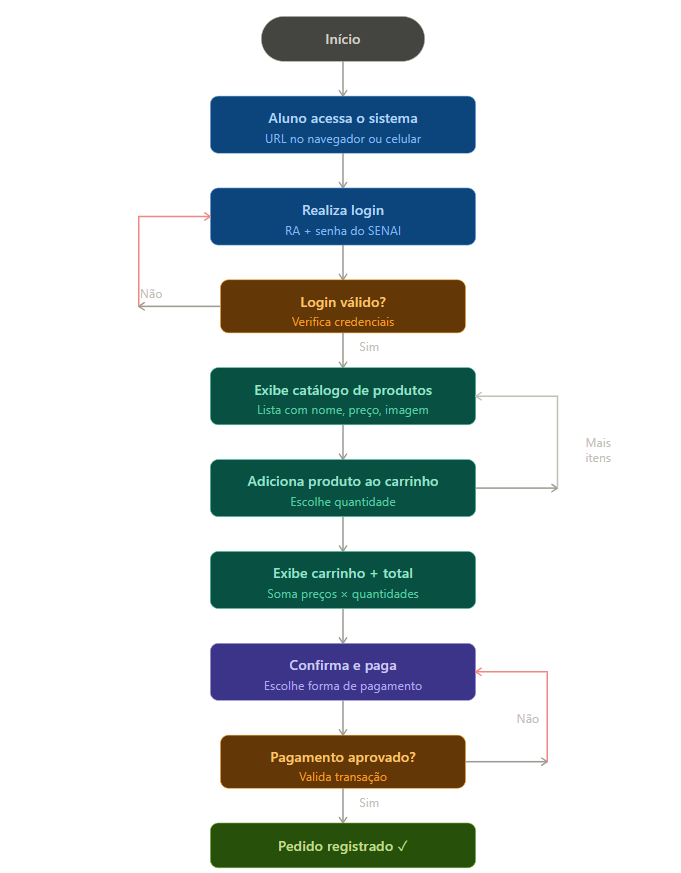 Início
Aluno acessa o sistema
URL no navegador ou celular
Realiza login
RA + senha do SENAI
Não
Login válido?
Verifica credenciais
Sim
Exibe catálogo de produtos
Lista com nome, preço, imagem
Mais
itens
Adiciona produto ao carrinho
Escolhe quantidade
Exibe carrinho + total
Soma preços × quantidades
Confirma e paga
Escolhe forma de pagamento
Não
Pagamento aprovado?
Valida transação
Sim
Pedido registrado ✓